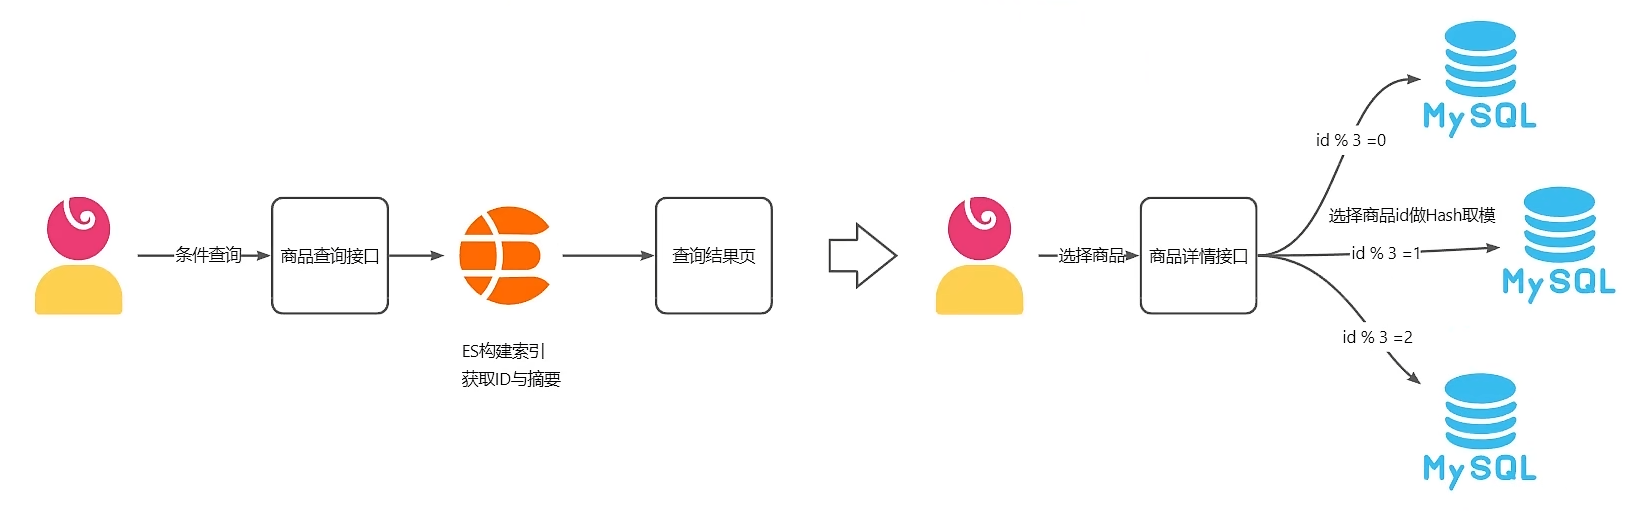 条件查询
商品查询接口
ES构建索引
获取ID与摘要
查询结果页
选择商品
商品详情接口
id % 3 =0
选择商品id做Hash取模
id % 3 =1
id % 3 =2
MySQL
MySQL
MySQL